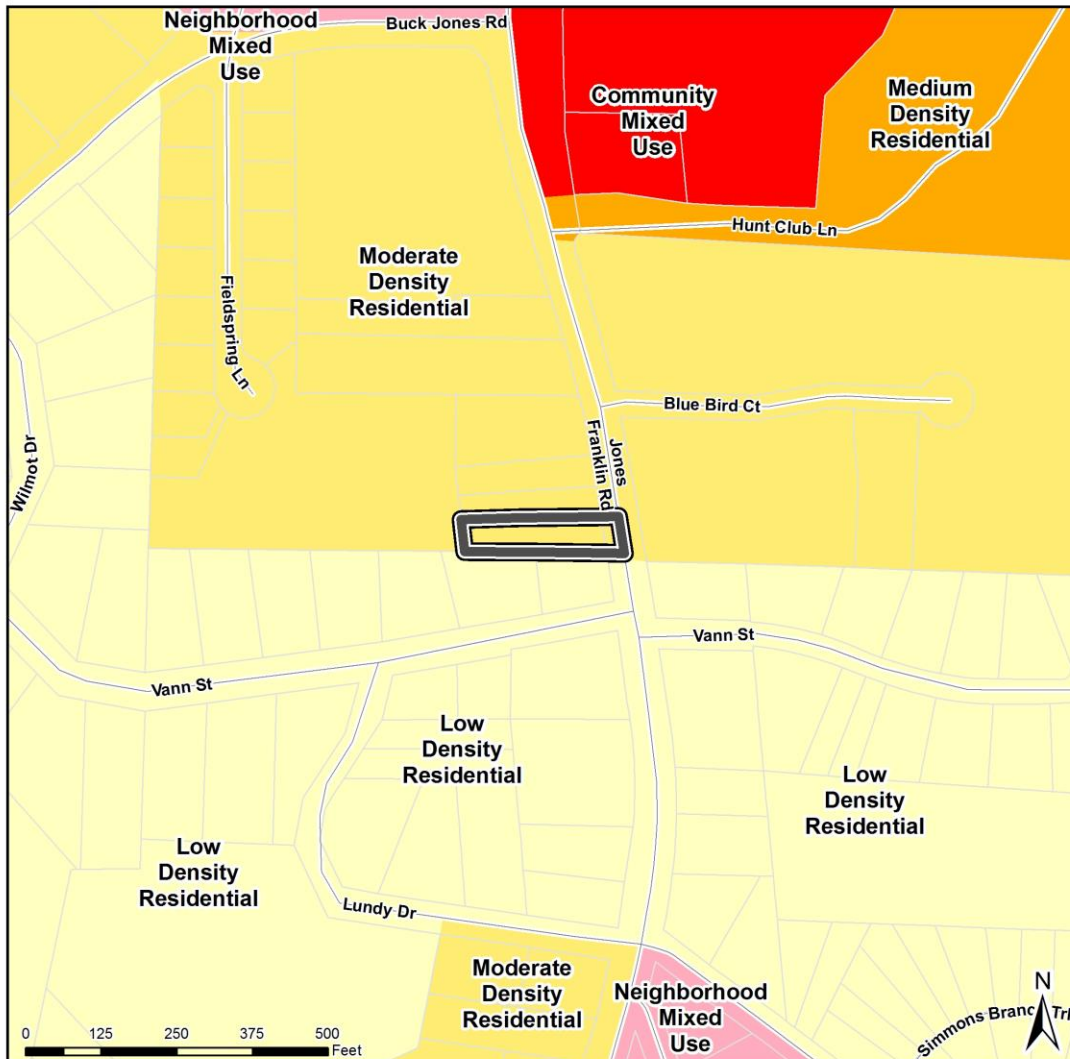 Neighborhood
Mixed
Use
Buck Jones Rd
Community
Mixed
Use
Medium
Density
Residential
Hunt Club Ln
Moderate
Density
Residential
Fieldspring Ln
Blue Bird Ct
Jones
Franklin Rd
Wilmot Dr
Vann St
Vann St
Low
Density
Residential
Low
Density
Residential
Low
Density
Residential
Lundy Dr
Moderate
Density
Residential
Neighborhood
Mixed
Use
Simmons Branch Trl
N
0 125 250 375 500
Feet